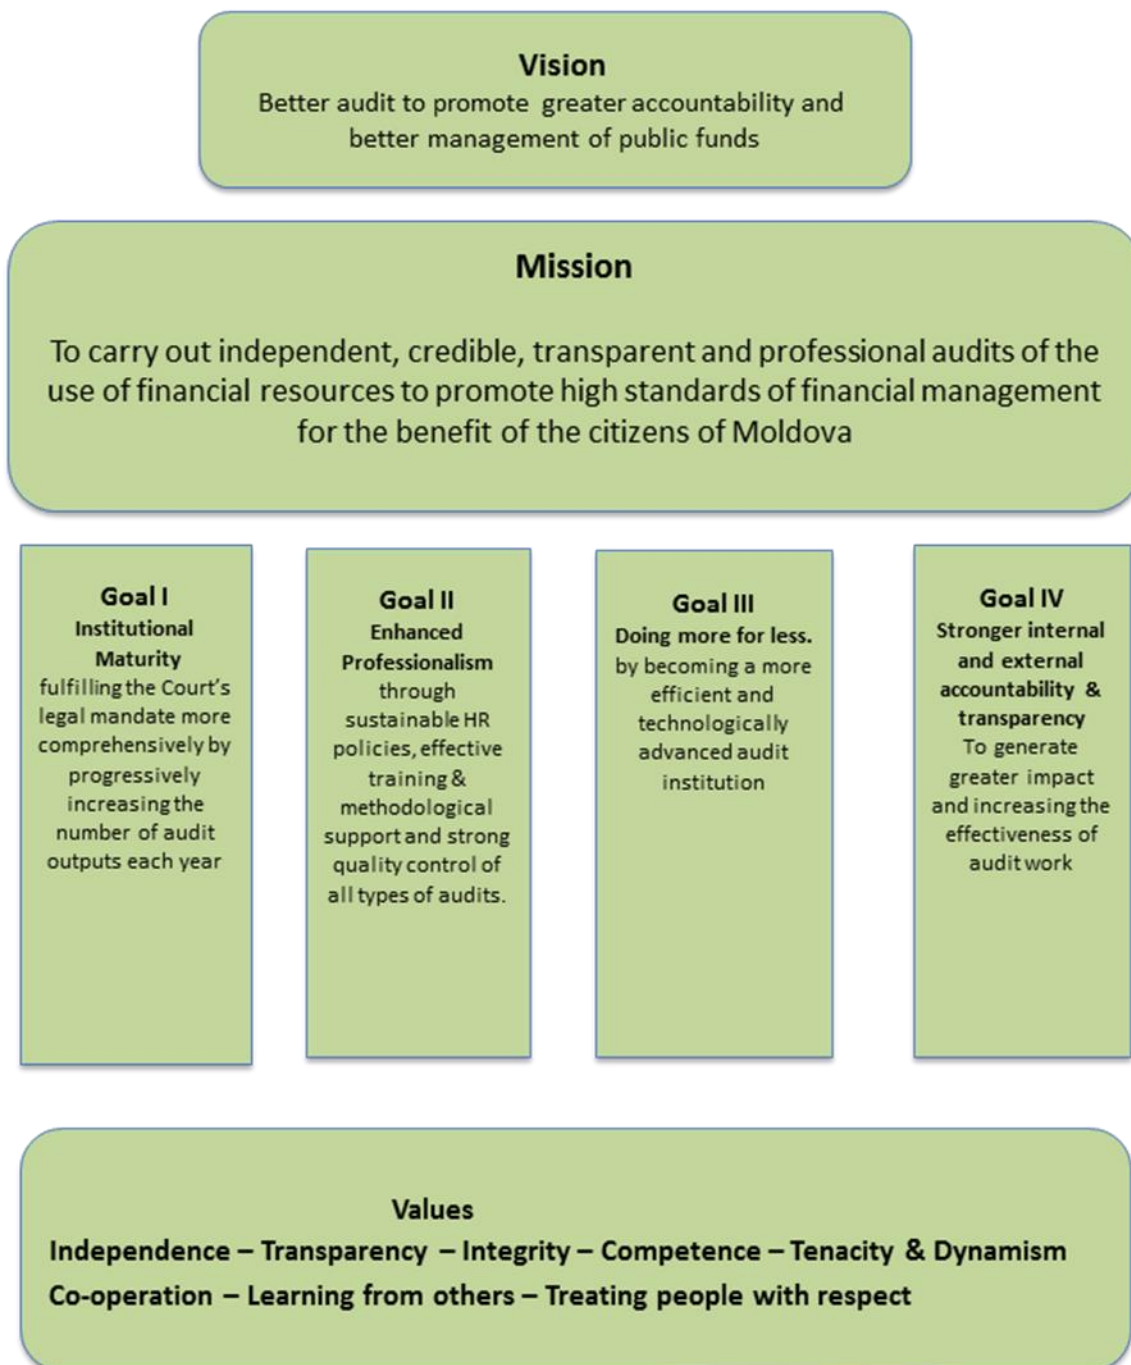 Vision
Better audit to promote greater accountability and
better management of public funds
Mission
To carry out independent, credible, transparent and professional audits of the
use of financial resources to promote high standards of financial management
for the benefit of the citizens of Moldova
Goal I
Institutional
Maturity
fulfilling the Court's
legal mandate more
comprehensively by
progressively
increasing the
number of audit
outputs each year
Goal II
Enhanced
Professionalism
through
sustainable HR
policies, effective
training &
methodological
support and strong
quality control of
all types of audits.
Goal III
Doing more for less.
by becoming a more
efficient and
technologically
advanced audit
institution
Goal IV
Stronger internal
and external
accountability &
transparency
To generate
greater impact
and increasing the
effectiveness of
audit work
Values
Independence – Transparency – Integrity – Competence – Tenacity & Dynamism
Co-operation – Learning from others – Treating people with respect